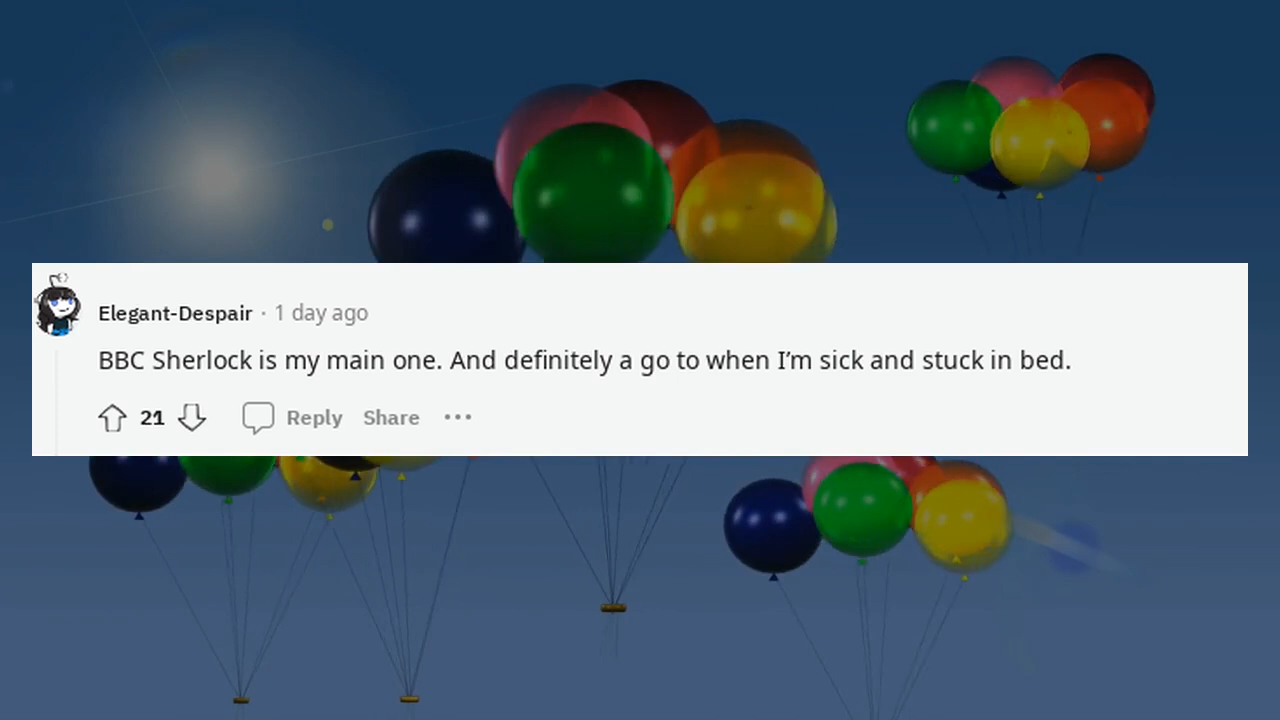 Elegant-Despair · 1 day ago
BBC Sherlock is my main one. And definitely a go to when I’m sick and stuck in bed.
21 Reply Share ···